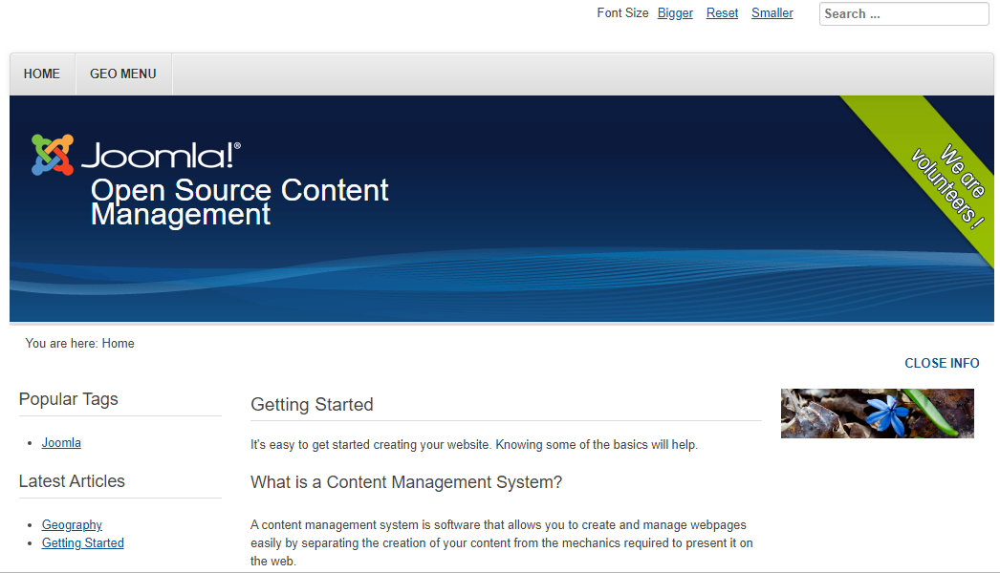 Font Size Bigger Reset Smaller Search ...
HOME GEO MENU
Joomla!®
Open Source Content
Management
We are
volunteers !
You are here: Home
CLOSE INFO
Popular Tags
Joomla
Latest Articles
Geography
Getting Started
Getting Started
It's easy to get started creating your website. Knowing some of the basics will help.
What is a Content Management System?
A content management system is software that allows you to create and manage webpages
easily by separating the creation of your content from the mechanics required to present it on
the web.